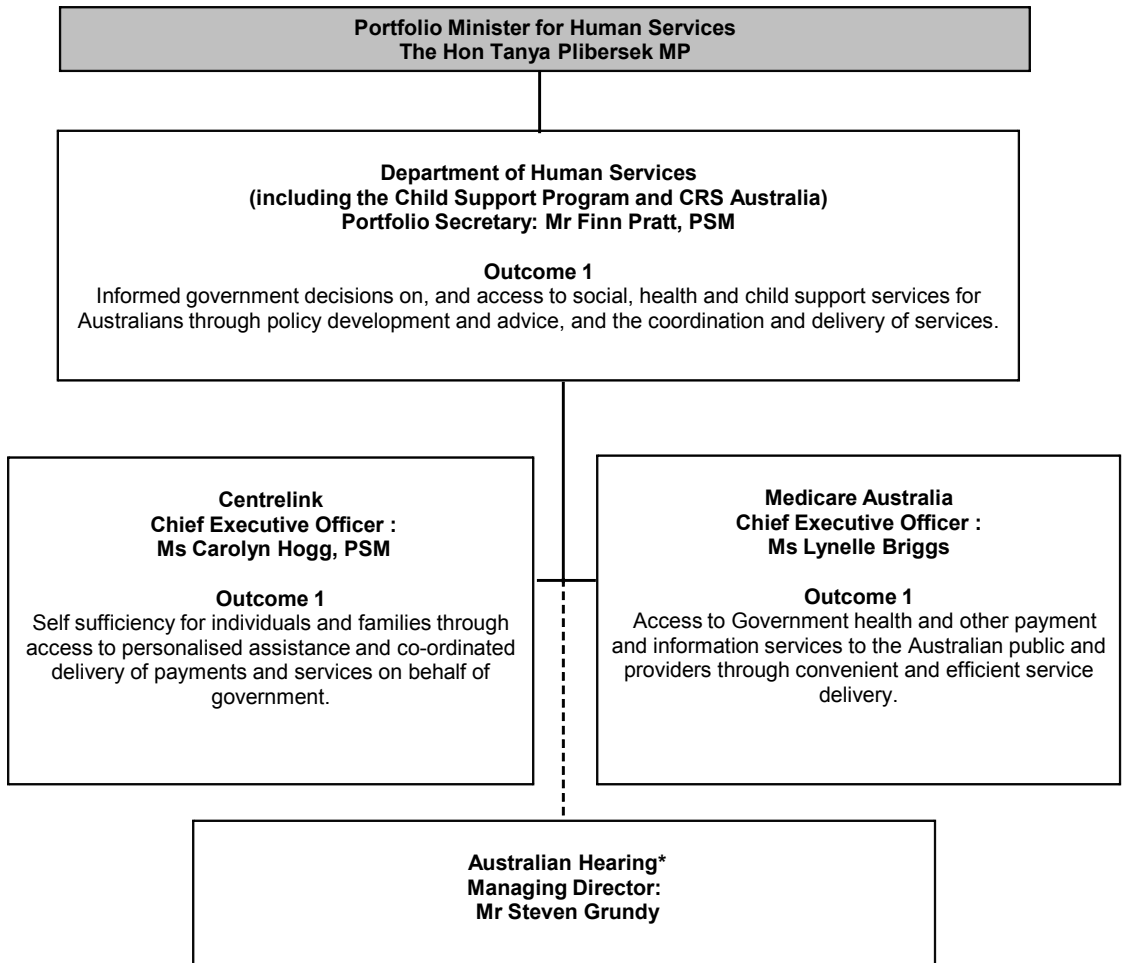 Portfolio Minister for Human Services
The Hon Tanya Plibersek MP
Department of Human Services
(including the Child Support Program and CRS Australia)
Portfolio Secretary: Mr Finn Pratt, PSM
Outcome 1
Informed government decisions on, and access to social, health and child support services for
Australians through policy development and advice, and the coordination and delivery of services.
Centrelink
Chief Executive Officer :
Ms Carolyn Hogg, PSM
Outcome 1
Self sufficiency for individuals and families through
access to personalised assistance and co-ordinated
delivery of payments and services on behalf of
government.
Medicare Australia
Chief Executive Officer :
Ms Lynelle Briggs
Outcome 1
Access to Government health and other payment
and information services to the Australian public and
providers through convenient and efficient service
delivery.
Australian Hearing*
Managing Director:
Mr Steven Grundy